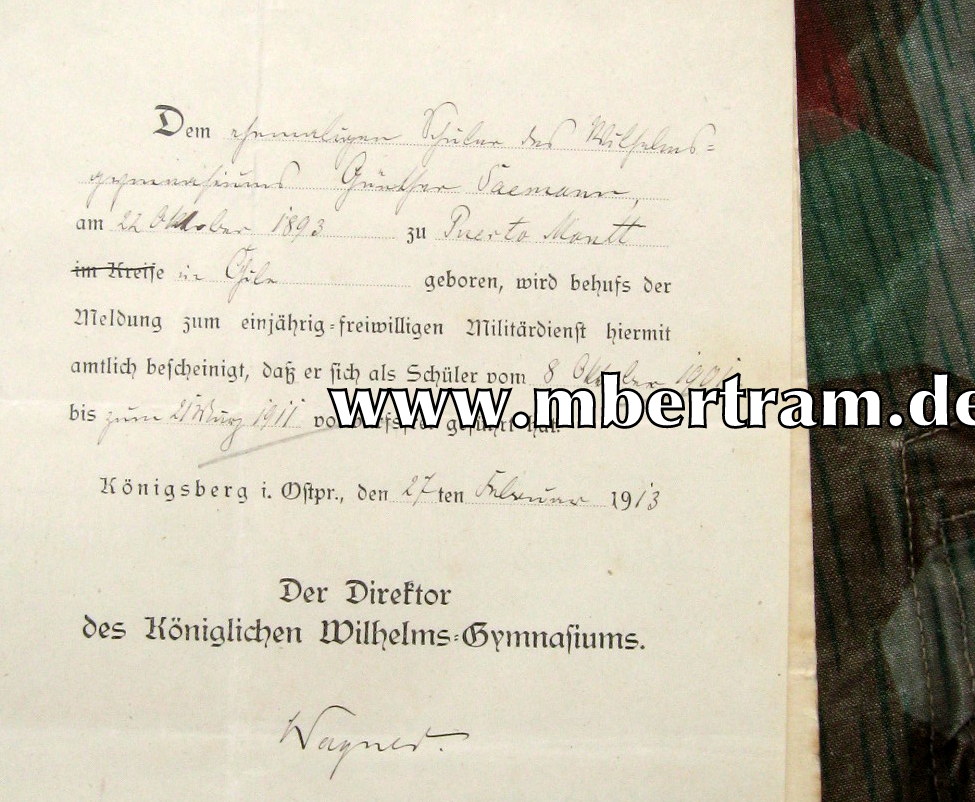 Dem ehemaligen Schüler des Wilhelms-
gymnasiums Günther Saemann,
am 22 Oktober 1893 zu Puerto Montt
im Kreise in Chile geboren, wird behufs der
Meldung zum einjährig-freiwilligen Militärdienst hiermit
amtlich bescheinigt, daß er sich als Schüler vom 8 Oktober 1901
www.mbertram.de
bis zum März 1911 geführt hat.
Königsberg i. Ostpr., den 27ten Februar 1913
Der Direktor
des Königlichen Wilhelms-Gymnasiums.
Wagner.